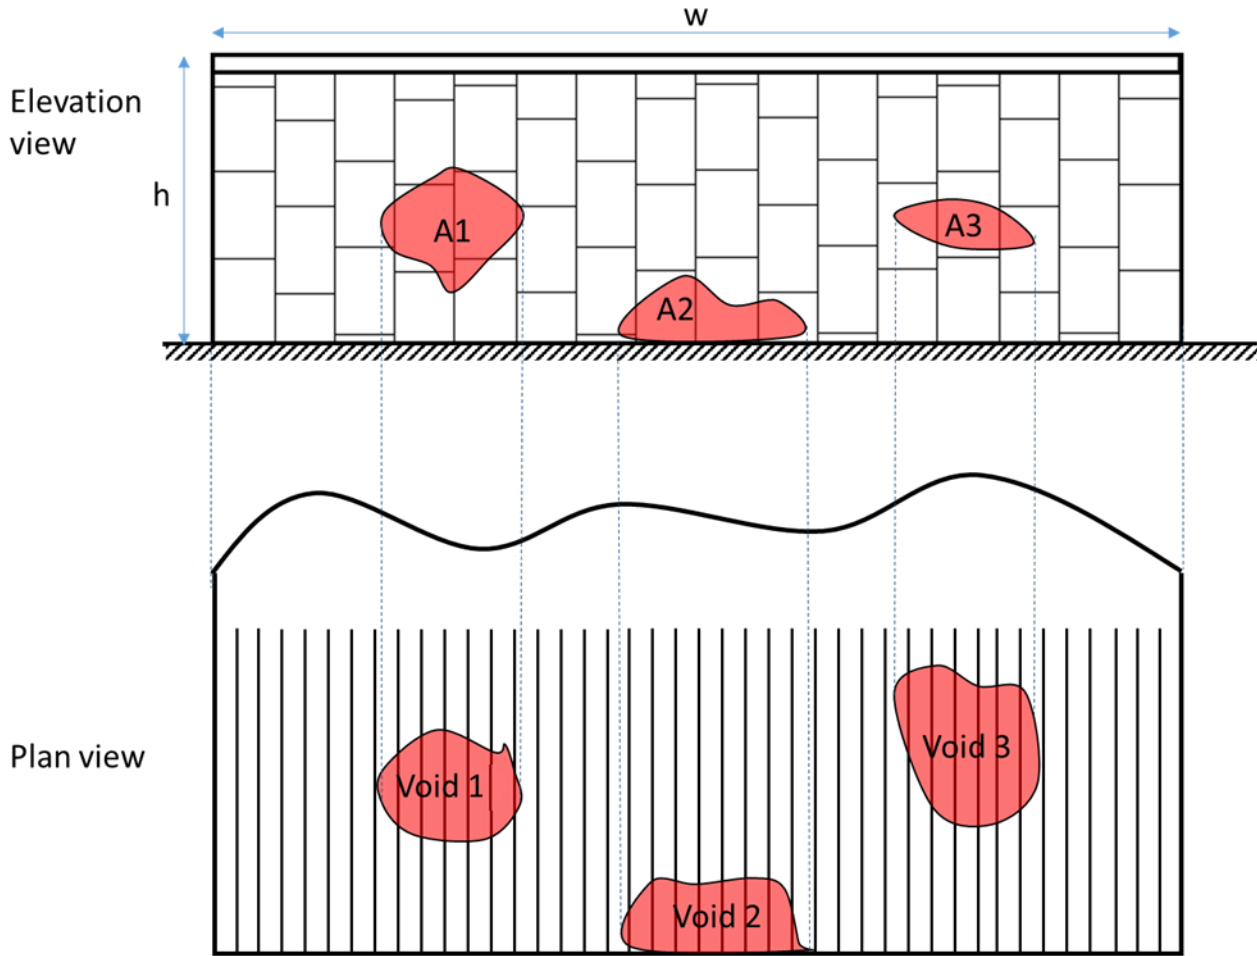 w
Elevation
view
h
A1
A3
A2
Plan view
Void 1
Void 3
Void 2